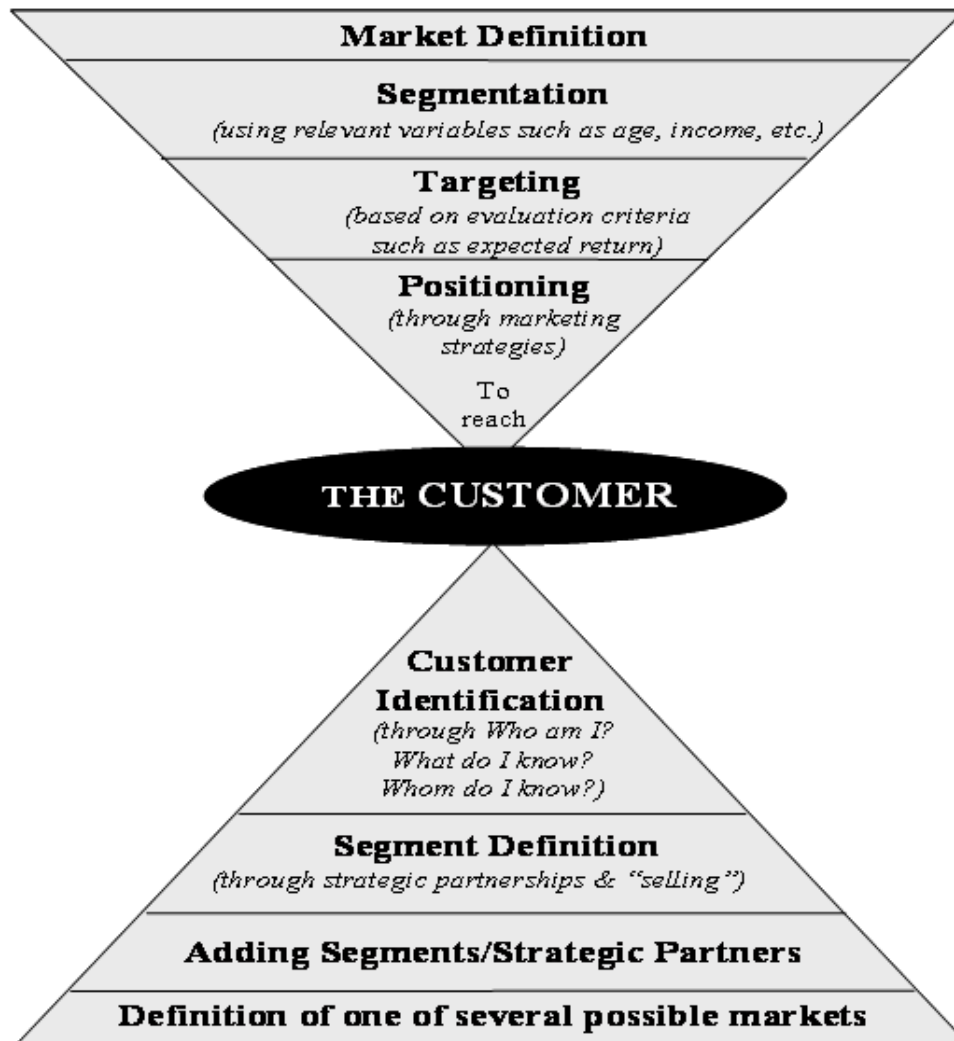 Market Definition
Segmentation
(using relevant variables such as age, income, etc.)
Targeting
(based on evaluation criteria
such as expected return)
Positioning
(through marketing
strategies)
To
reach
THE CUSTOMER
Customer
Identification
(through Who am I?
What do I know?
Whom do I know?)
Segment Definition
(through strategic partnerships & “selling”)
Adding Segments/Strategic Partners
Definition of one of several possible markets